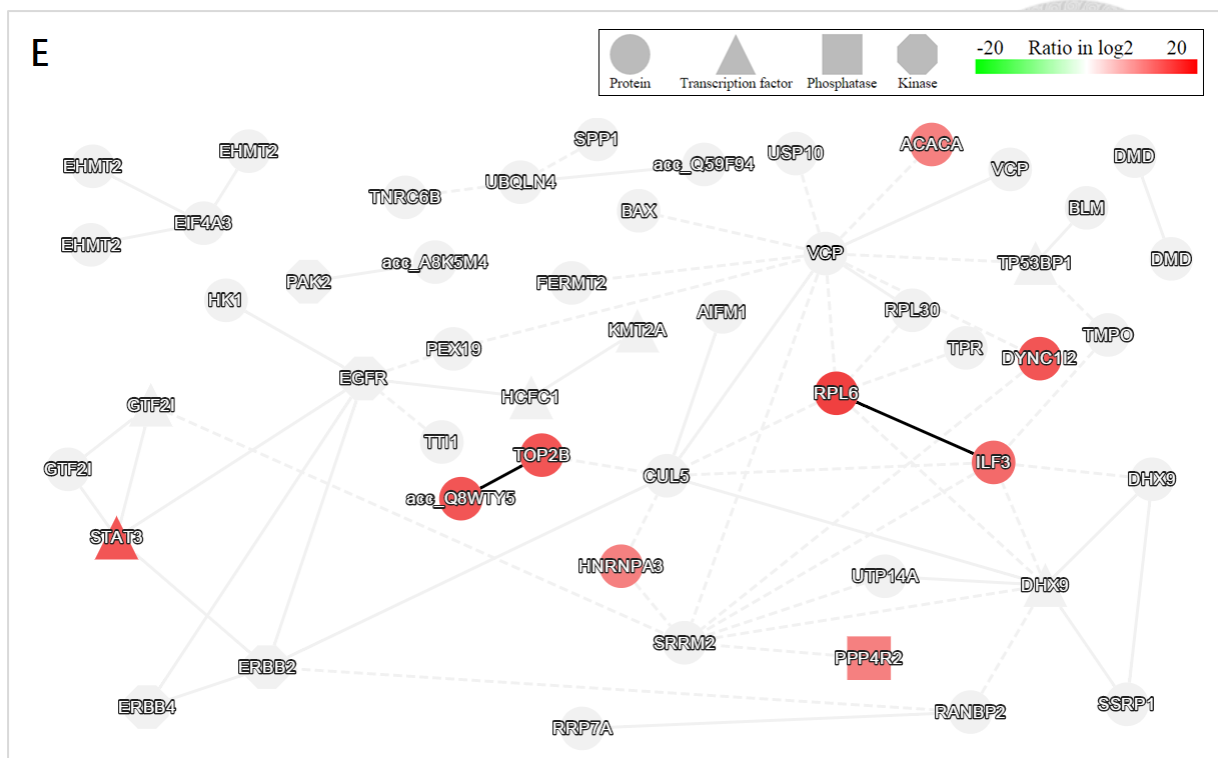 E
-20 Ratio in log2 20
Protein Transcription factor Phosphatase Kinase
EHMT2
EHMT2
SPP1
ACACA
USP10
acc_Q59F94
VCP
DMD
UBQLN4
TNRC6B
BAX
BLM
EIF4A3
EHMT2
VCP
TP53BP1
DMD
acc_A8K5M4
PAK2
FERMT2
HK1
AIFM1
RPL30
KMT2A
TMPO
PEX19
TPR
DYNC1I2
EGFR
HCFC1
RPL6
GTF2I
TTI1
TOP2B
ILF3
GTF2I
CUL5
DHX9
acc_Q8WTY5
STAT3
HNRNPA3
UTP14A
DHX9
SRRM2
PPP4R2
ERBB2
ERBB4
RANBP2
SSRP1
RRP7A